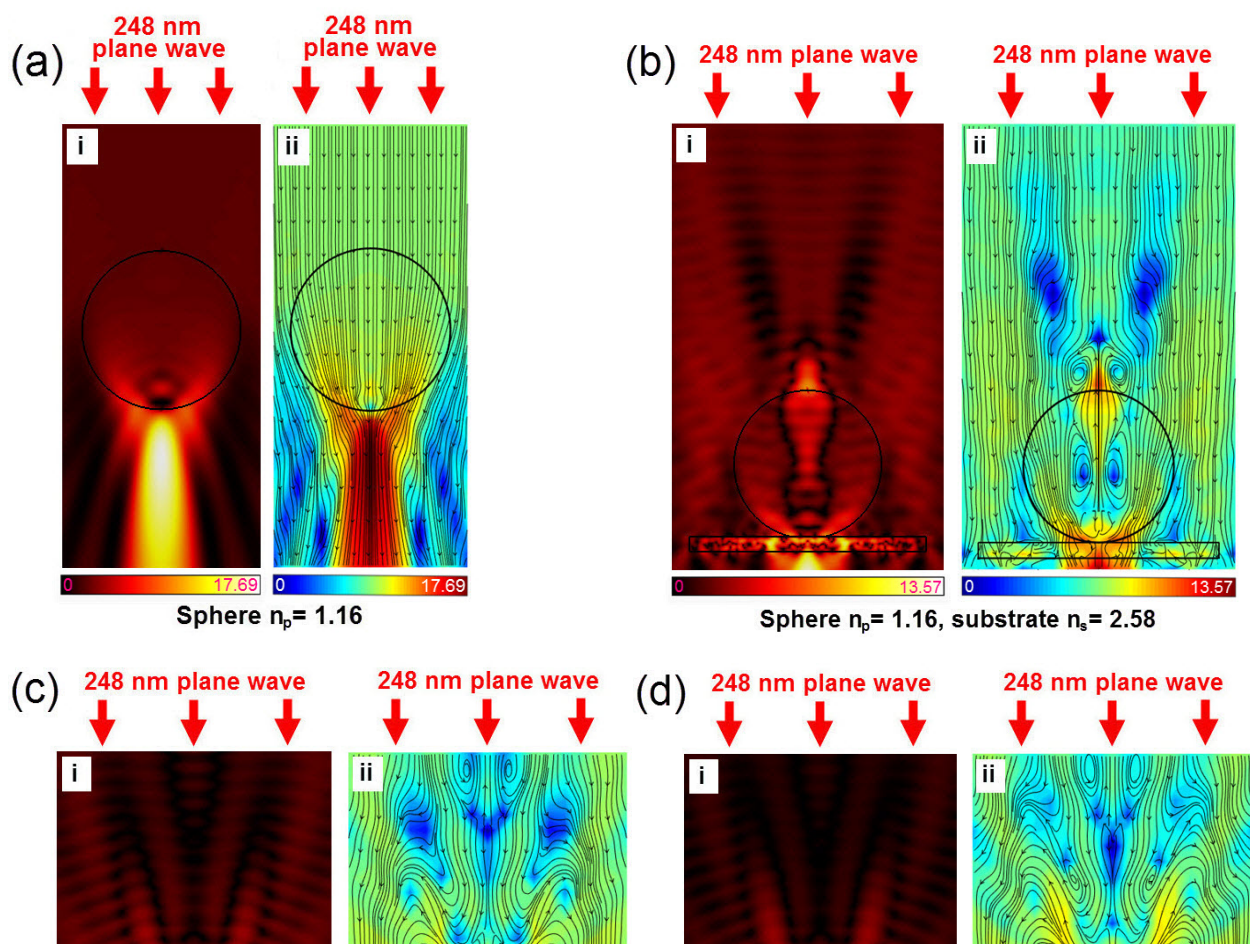 (a)
248 nm
plane wave
248 nm
plane wave
i
ii
0
17.69
0
17.69
Sphere nₚ= 1.16
(b)
248 nm plane wave
248 nm plane wave
i
ii
0
13.57
0
13.57
Sphere nₚ= 1.16, substrate nₛ= 2.58
(c)
248 nm plane wave
248 nm plane wave
i
ii
(d)
248 nm plane wave
248 nm plane wave
i
ii